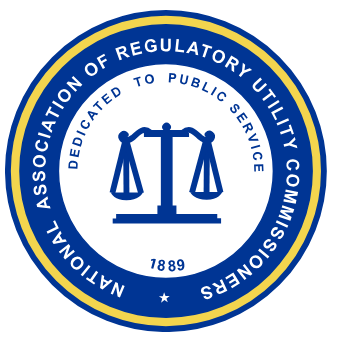 NATIONAL ASSOCIATION OF REGULATORY UTILITY COMMISSIONERS
DEDICATED TO PUBLIC SERVICE
1889